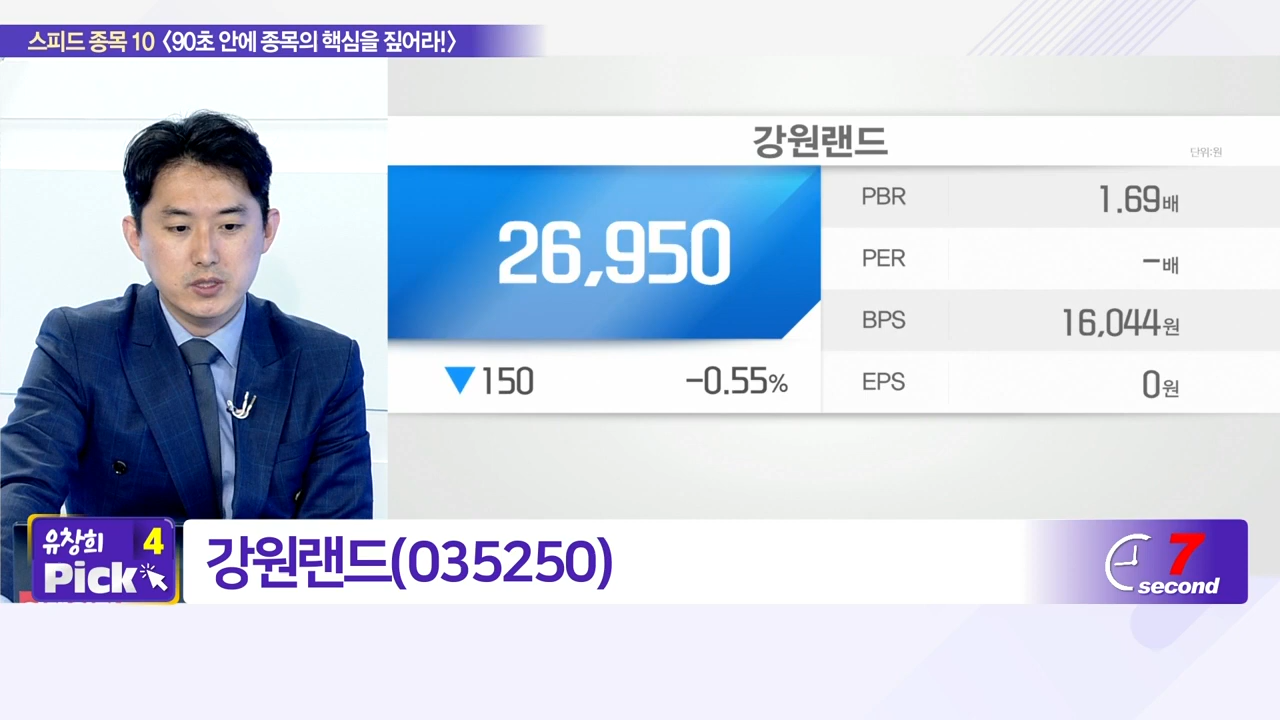 스피드 종목 10 〈90초 안에 종목의 핵심을 짚어라!〉
강원랜드
단위:원
26,950
▼150 -0.55%
PBR 1.69배
PER -배
BPS 16,044원
EPS 0원
유창희 4
Pick
강원랜드(035250)
7
second